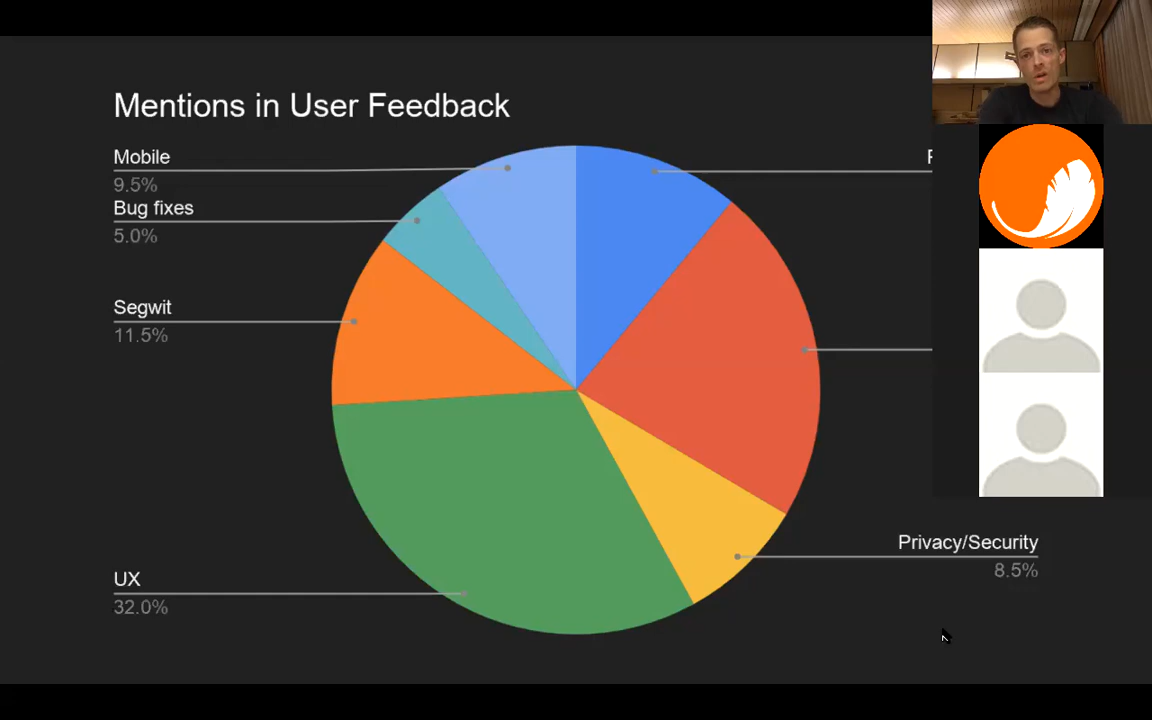 Mentions in User Feedback
Mobile
9.5%
Bug fixes
5.0%
Segwit
11.5%
UX
32.0%
Privacy/Security
8.5%